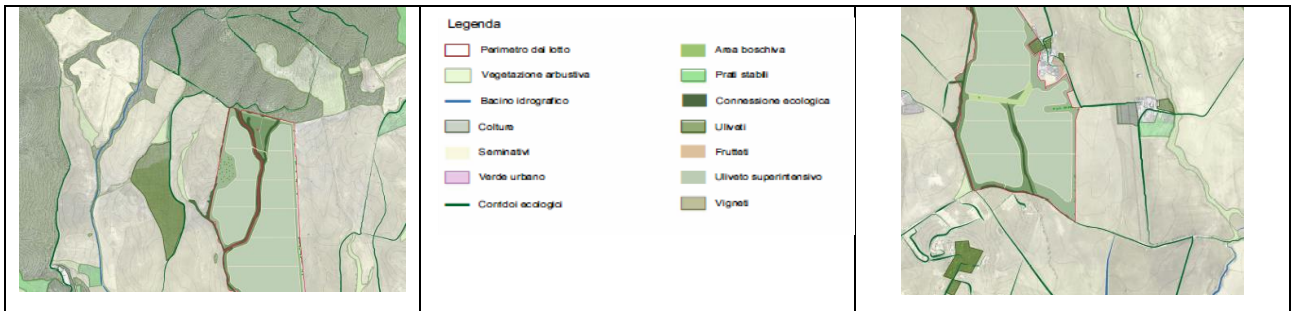 Legenda
Perimetro del lotto
Vegetazione arbustiva
Bacino idrografico
Colture
Seminativi
Verde urbano
Corridoi ecologici
Area boschiva
Prati stabili
Connessione ecologica
Uliveti
Frutteti
Uliveto superintensivo
Vigneti